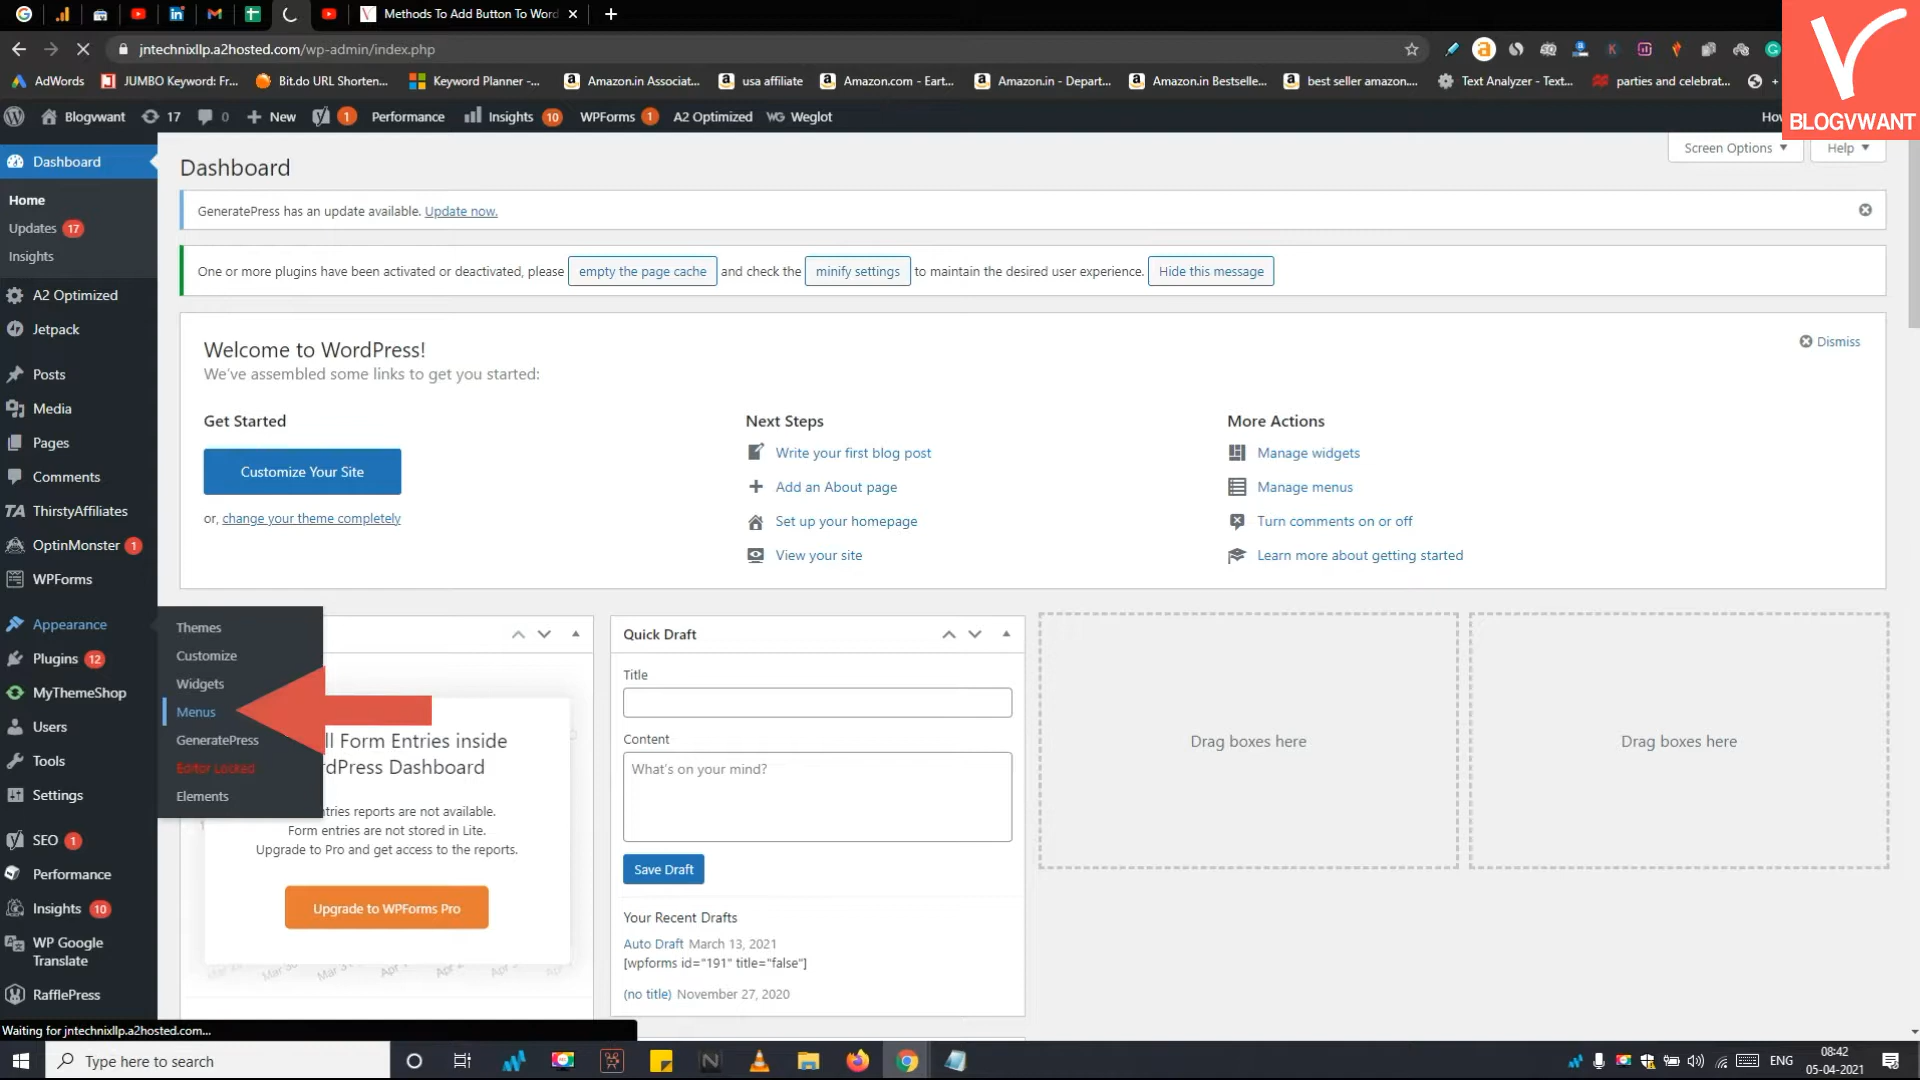 Methods To Add Button To Word
jntechnixllp.a2hosted.com/wp-admin/index.php
AdWords
JUMBO Keyword: Fr...
Bit.do URL Shorten...
Keyword Planner -...
Amazon.in Associat...
usa affiliate
Amazon.com - Eart...
Amazon.in - Depart...
Amazon.in Bestselle...
best seller amazon...
Text Analyzer - Text...
parties and celebrat...
BLOGVWANT
Blogvwant
17
0
New
1
Performance
Insights 10
WPForms 1
A2 Optimized
WG Weglot
Screen Options
Help
Dashboard
Home
Updates 17
Insights
A2 Optimized
Jetpack
Posts
Media
Pages
Comments
TA ThirstyAffiliates
OptinMonster 1
WPForms
Appearance
Plugins 12
MyThemeShop
Users
Tools
Settings
SEO 1
Performance
Insights 10
WP Google
Translate
RafflePress
Themes
Customize
Widgets
Menus
GeneratePress
Editor Locked
Elements
Dashboard
GeneratePress has an update available. Update now.
One or more plugins have been activated or deactivated, please empty the page cache and check the minify settings to maintain the desired user experience. Hide this message
Welcome to WordPress!
Dismiss
We've assembled some links to get you started:
Get Started
Customize Your Site
or, change your theme completely
Next Steps
Write your first blog post
Add an About page
Set up your homepage
View your site
More Actions
Manage widgets
Manage menus
Turn comments on or off
Learn more about getting started
ll Form Entries inside
rdPress Dashboard
ntries reports are not available.
Form entries are not stored in Lite.
Upgrade to Pro and get access to the reports.
Upgrade to WPForms Pro
Quick Draft
Title
Content
What's on your mind?
Save Draft
Your Recent Drafts
Auto Draft March 13, 2021
[wpforms id="191" title="false"]
(no title) November 27, 2020
Drag boxes here
Drag boxes here
Waiting for jntechnixllp.a2hosted.com...
Type here to search
ENG
08:42
05-04-2021